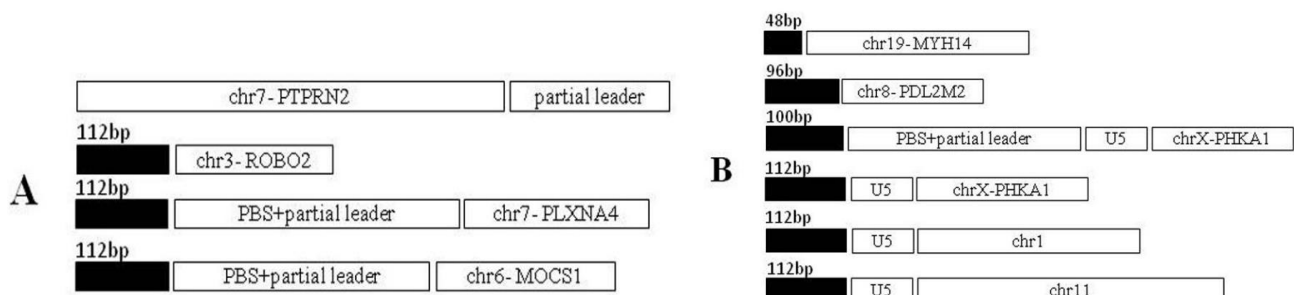 A
chr7-PTPRN2 partial leader
112bp
chr3-ROBO2
112bp
PBS+partial leader chr7-PLXNA4
112bp
PBS+partial leader chr6-MOCS1
B
48bp
chr19-MYH14
96bp
chr8-PDL2M2
100bp
PBS+partial leader U5 chrX-PHKA1
112bp
U5 chrX-PHKA1
112bp
U5 chr1
112bp
U5 chr11